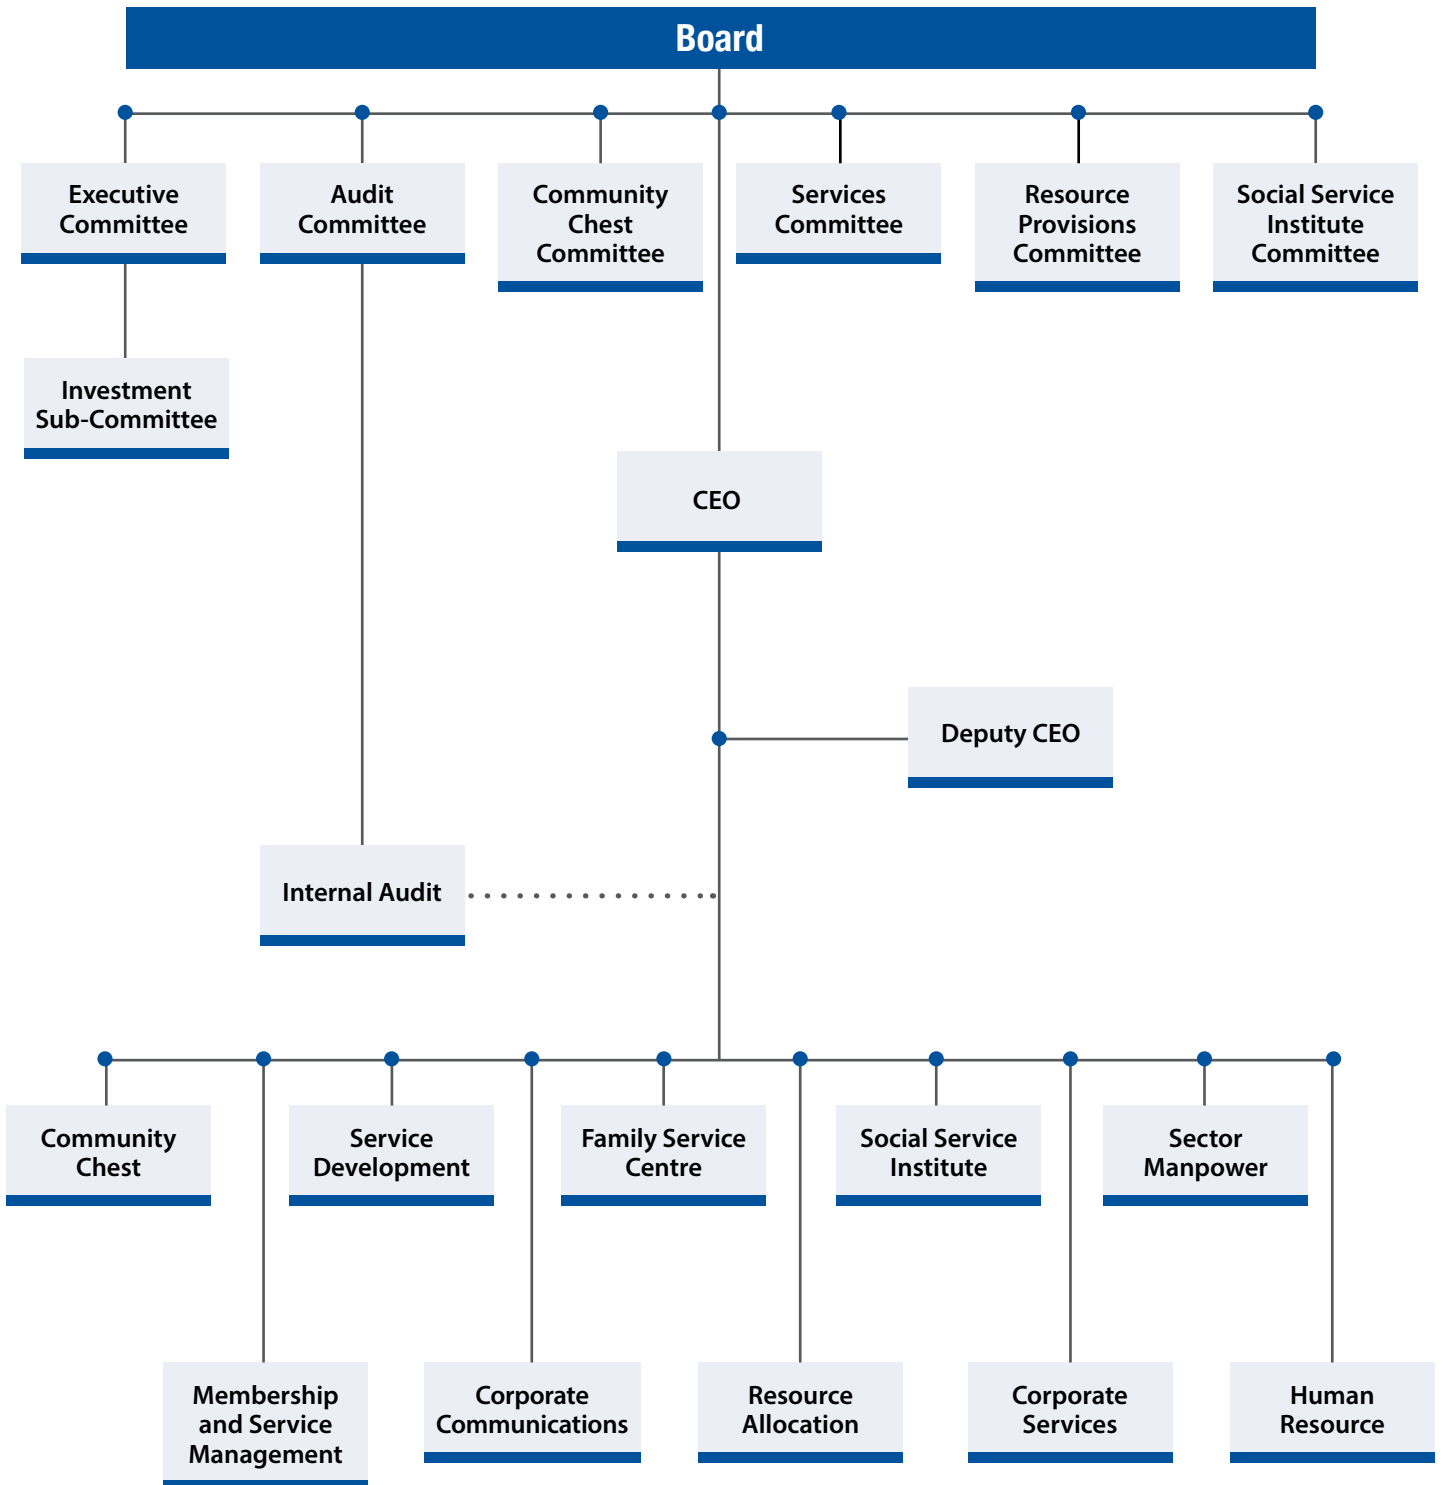 Board
Executive
Committee
Audit
Committee
Community
Chest
Committee
Services
Committee
Resource
Provisions
Committee
Social Service
Institute
Committee
Investment
Sub-Committee
CEO
Deputy CEO
Internal Audit
Community
Chest
Service
Development
Family Service
Centre
Social Service
Institute
Sector
Manpower
Membership
and Service
Management
Corporate
Communications
Resource
Allocation
Corporate
Services
Human
Resource